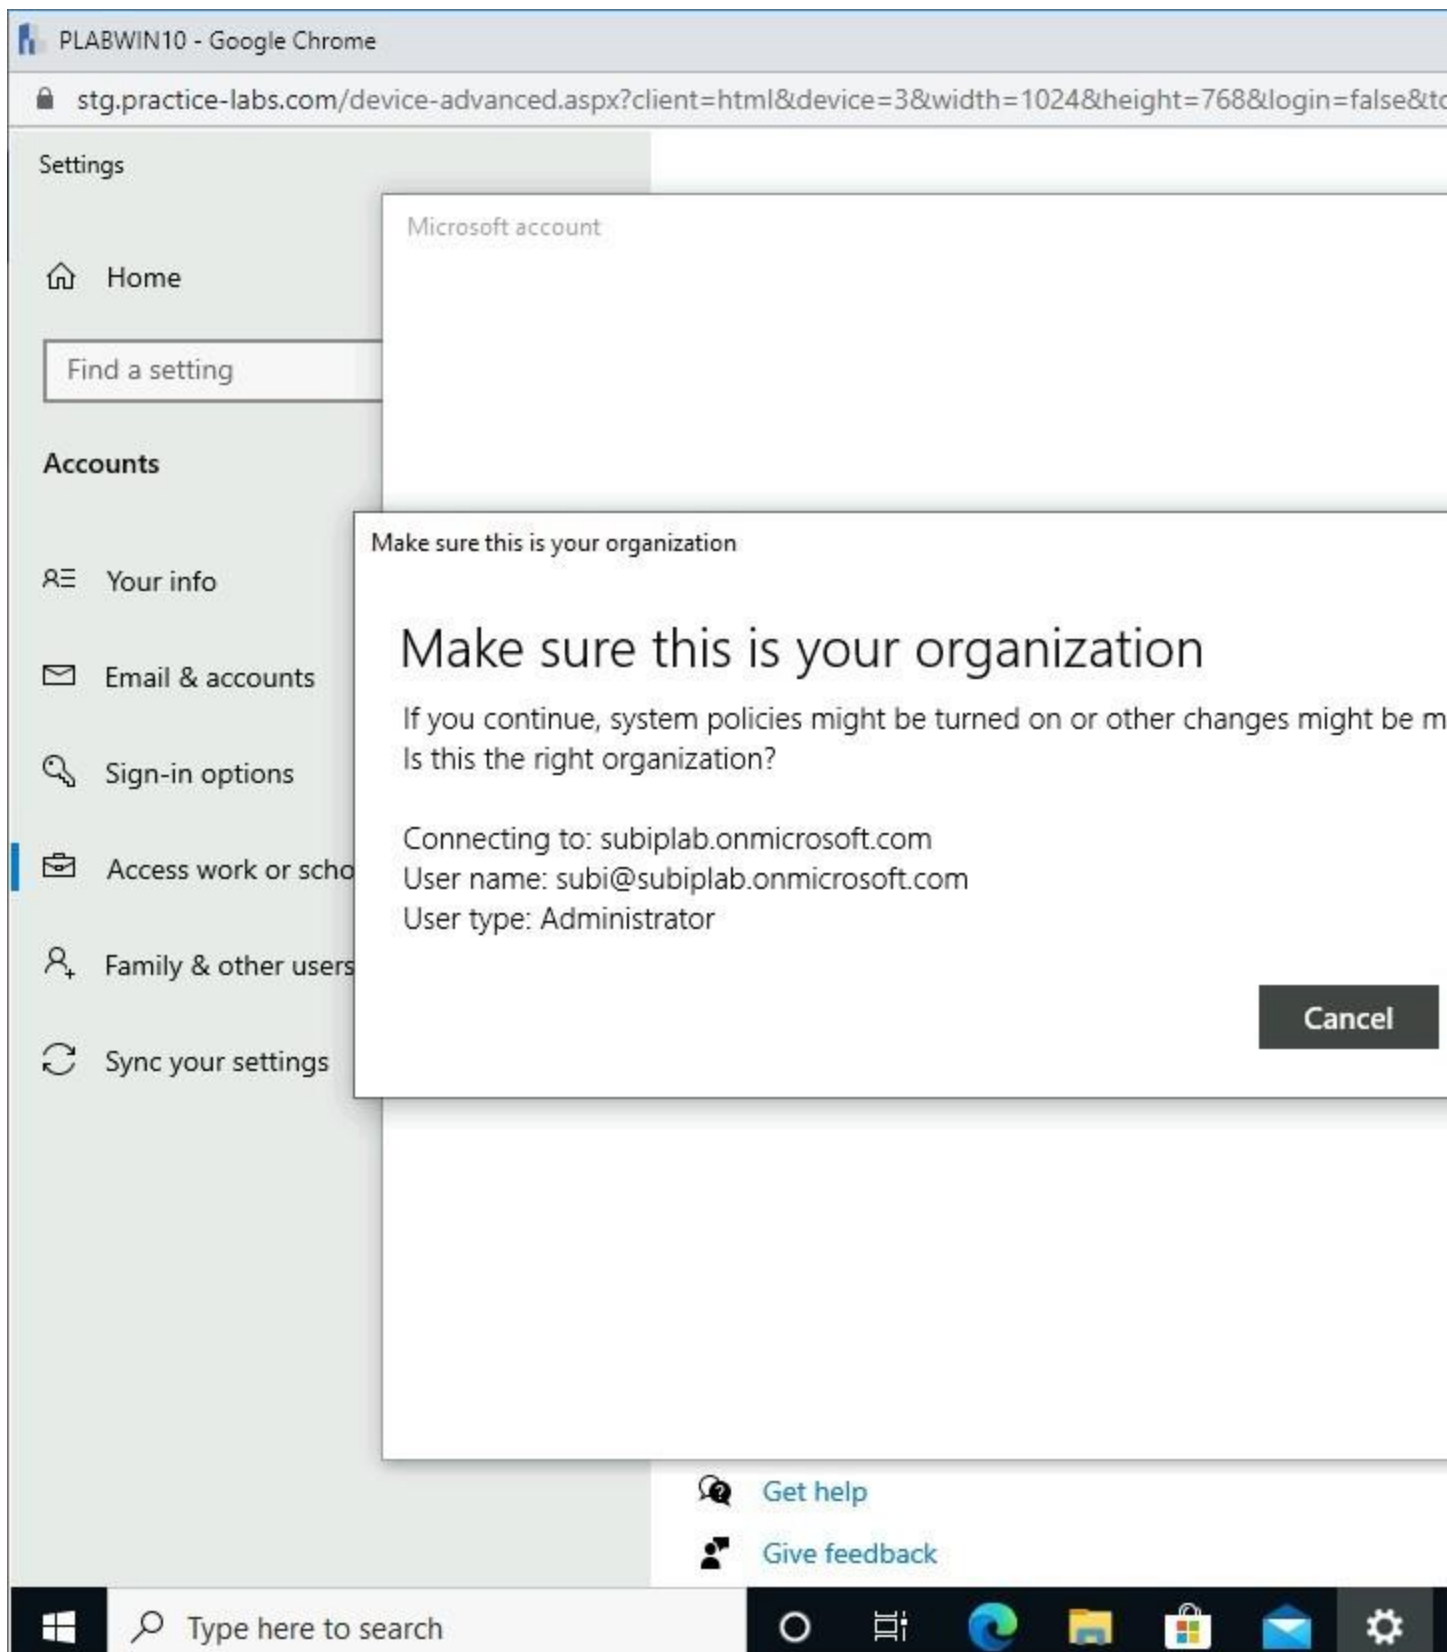 PLABWIN10 - Google Chrome
stg.practice-labs.com/device-advanced.aspx?client=html&device=3&width=1024&height=768&login=false&to
Settings
Microsoft account
Home
Find a setting
Accounts
Make sure this is your organization
Your info
Make sure this is your organization
Email & accounts
If you continue, system policies might be turned on or other changes might be m
Sign-in options
Is this the right organization?
Connecting to: subiplab.onmicrosoft.com
Access work or scho
User name: subi@subiplab.onmicrosoft.com
User type: Administrator
Family & other users
Cancel
Sync your settings
Get help
Give feedback
Type here to search